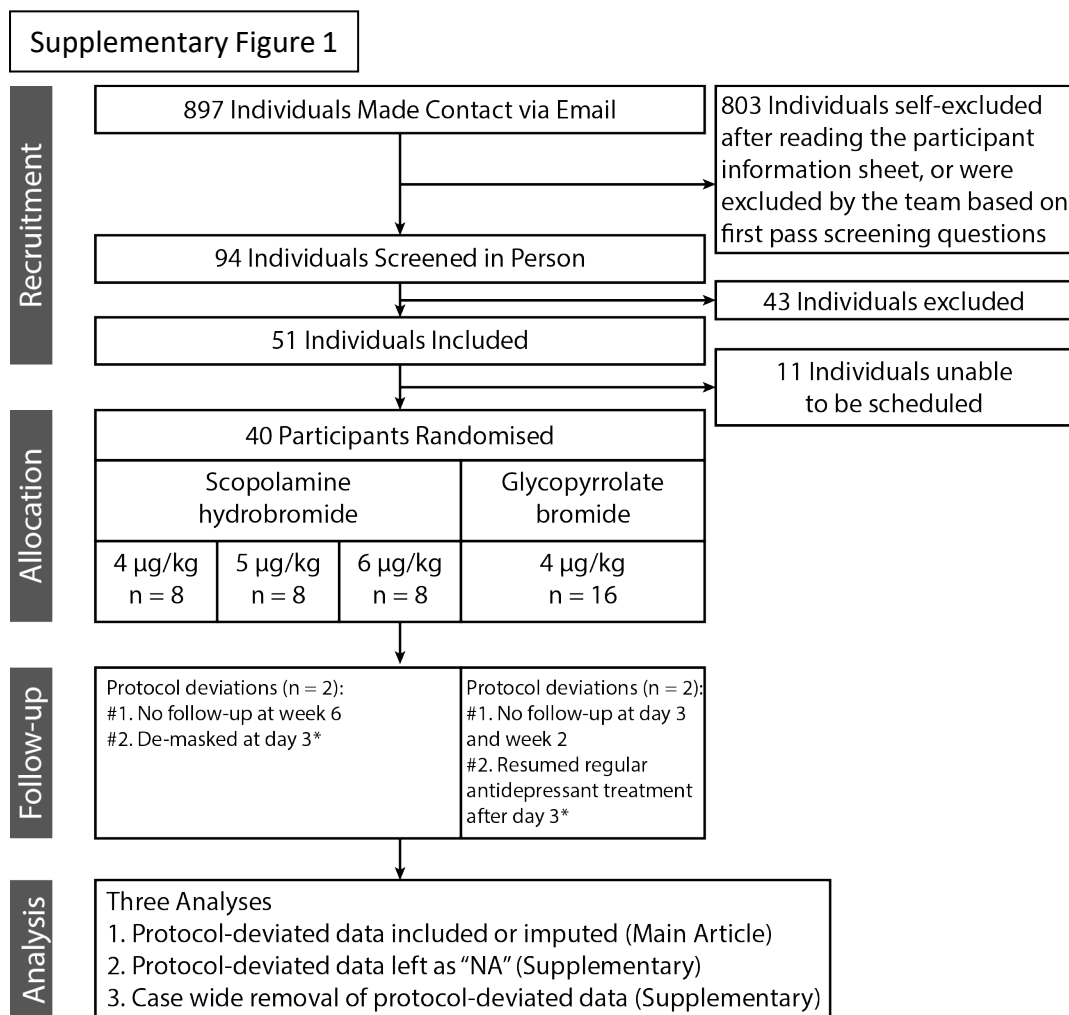 Supplementary Figure 1
Recruitment
897 Individuals Made Contact via Email
803 Individuals self-excluded
after reading the participant
information sheet, or were
excluded by the team based on
first pass screening questions
94 Individuals Screened in Person
43 Individuals excluded
51 Individuals Included
11 Individuals unable
to be scheduled
Allocation
40 Participants Randomised
Scopolamine
hydrobromide
Glycopyrrolate
bromide
4 µg/kg
n = 8
5 µg/kg
n = 8
6 µg/kg
n = 8
4 µg/kg
n = 16
Follow-up
Protocol deviations (n = 2):
#1. No follow-up at week 6
#2. De-masked at day 3*
Protocol deviations (n = 2):
#1. No follow-up at day 3
and week 2
#2. Resumed regular
antidepressant treatment
after day 3*
Analysis
Three Analyses
1. Protocol-deviated data included or imputed (Main Article)
2. Protocol-deviated data left as “NA” (Supplementary)
3. Case wide removal of protocol-deviated data (Supplementary)